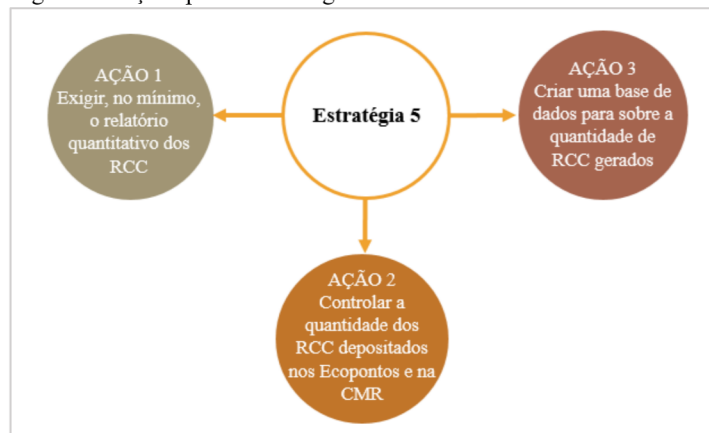 AÇÃO 1
Exigir, no mínimo,
o relatório
quantitativo dos
RCC
Estratégia 5
AÇÃO 3
Criar uma base de
dados para sobre a
quantidade de
RCC gerados
AÇÃO 2
Controlar a
quantidade dos
RCC depositados
nos Ecopontos e na
CMR